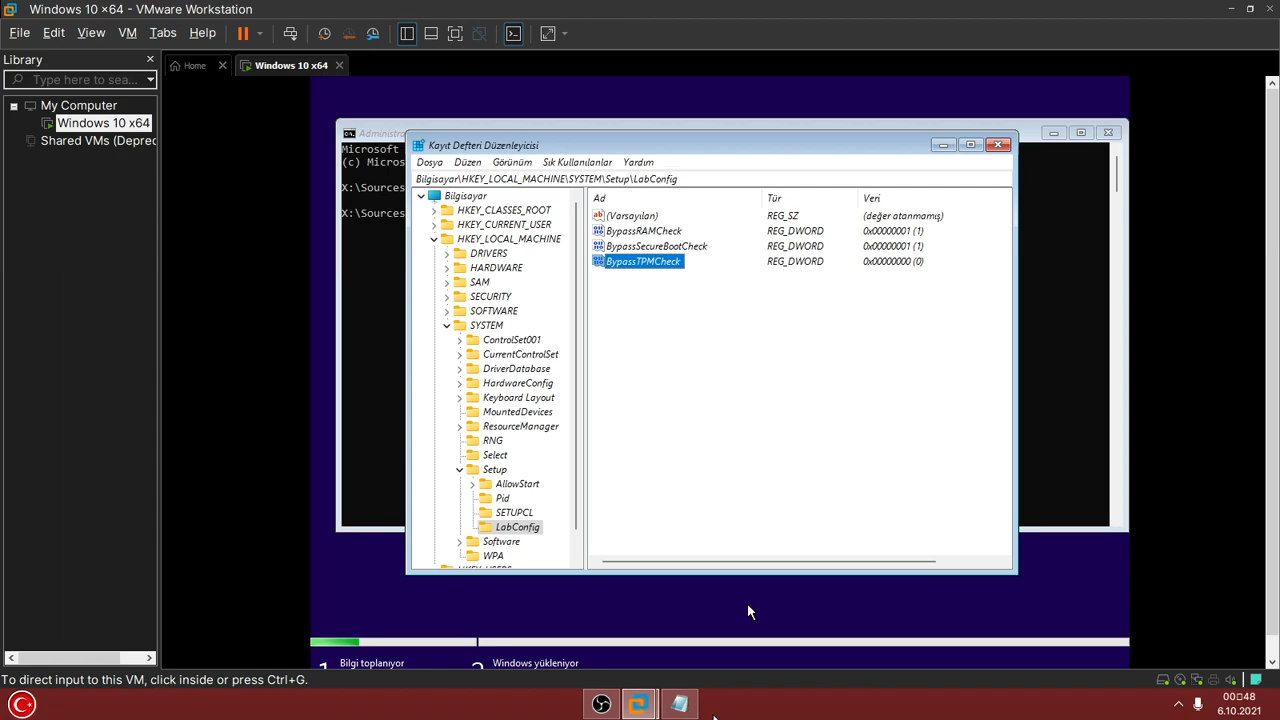 Windows 10 x64 - VMware Workstation
File Edit View VM Tabs Help
Library
Type here to sea...
Home
Windows 10 x64
My Computer
Windows 10 x64
Shared VMs (Deprec
Administra
Microsoft
(c) Micros
X:\Sources
X:\Sources
Kayıt Defteri Düzenleyicisi
Dosya Düzen Görünüm Sık Kullanılanlar Yardım
Bilgisayar\HKEY_LOCAL_MACHINE\SYSTEM\Setup\LabConfig
Bilgisayar
HKEY_CLASSES_ROOT
HKEY_CURRENT_USER
HKEY_LOCAL_MACHINE
DRIVERS
HARDWARE
SAM
SECURITY
SOFTWARE
SYSTEM
ControlSet001
CurrentControlSet
DriverDatabase
HardwareConfig
Keyboard Layout
MountedDevices
ResourceManager
RNG
Select
Setup
AllowStart
Pid
SETUPCL
LabConfig
Software
WPA
HKEY_USERS
Ad Tür Veri
(Varsayılan) REG_SZ (değer atanmamış)
BypassRAMCheck REG_DWORD 0x00000001 (1)
BypassSecureBootCheck REG_DWORD 0x00000001 (1)
BypassTPMCheck REG_DWORD 0x00000000 (0)
1 Bilgi toplanıyor 2 Windows yükleniyor
To direct input to this VM, click inside or press Ctrl+G.
00:48
6.10.2021